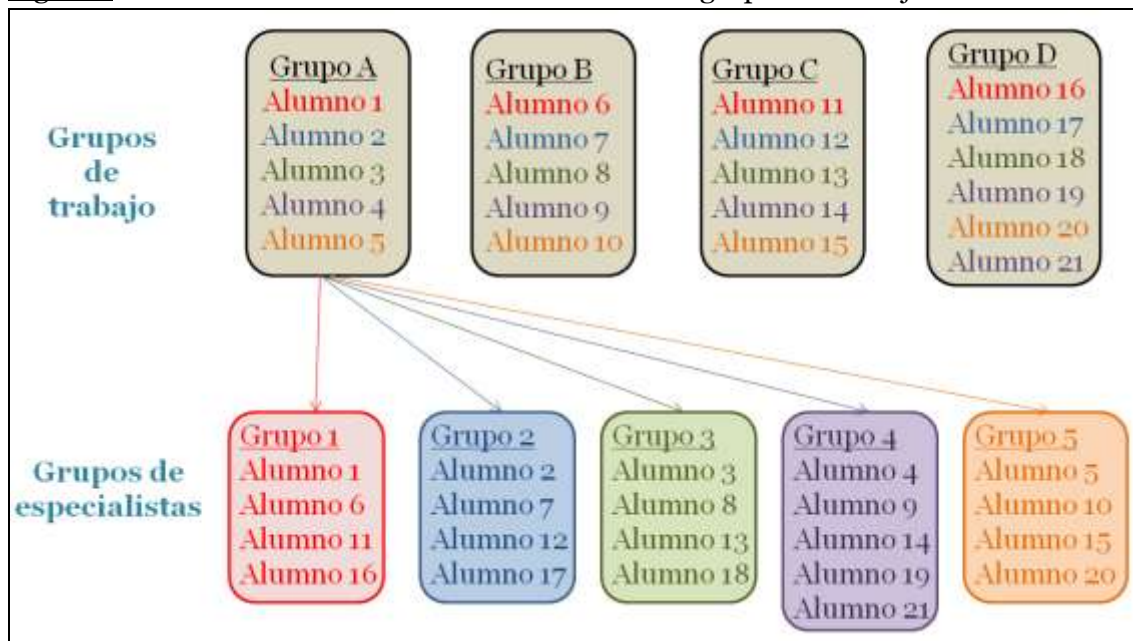 Grupos
de
trabajo
Grupo A
Alumno 1
Alumno 2
Alumno 3
Alumno 4
Alumno 5
Grupo B
Alumno 6
Alumno 7
Alumno 8
Alumno 9
Alumno 10
Grupo C
Alumno 11
Alumno 12
Alumno 13
Alumno 14
Alumno 15
Grupo D
Alumno 16
Alumno 17
Alumno 18
Alumno 19
Alumno 20
Alumno 21
Grupos de
especialistas
Grupo 1
Alumno 1
Alumno 6
Alumno 11
Alumno 16
Grupo 2
Alumno 2
Alumno 7
Alumno 12
Alumno 17
Grupo 3
Alumno 3
Alumno 8
Alumno 13
Alumno 18
Grupo 4
Alumno 4
Alumno 9
Alumno 14
Alumno 19
Alumno 21
Grupo 5
Alumno 5
Alumno 10
Alumno 15
Alumno 20